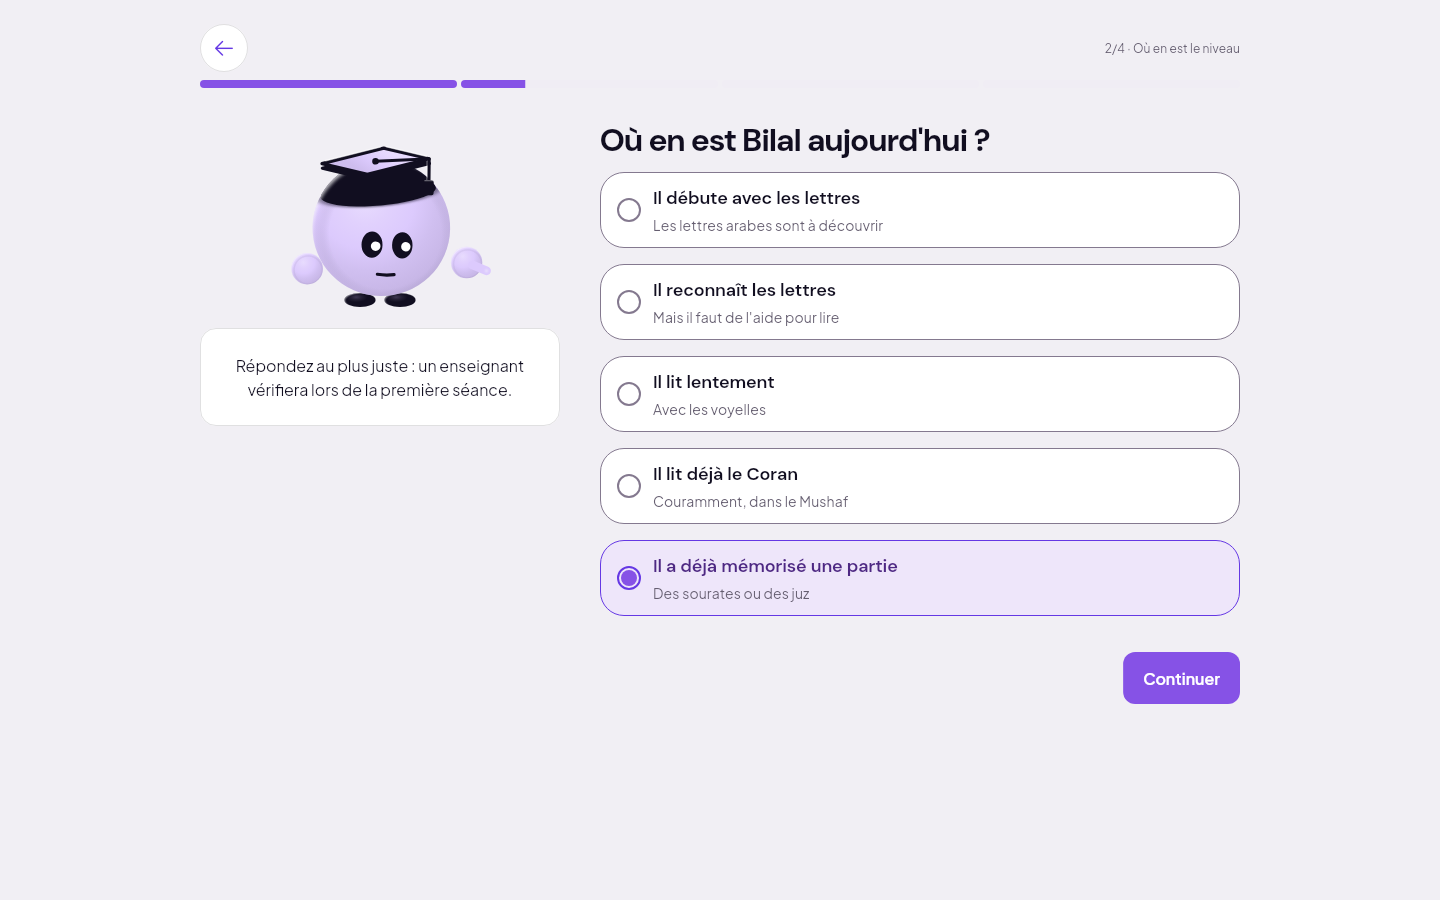 2/4 · Où en est le niveau
Où en est Bilal aujourd'hui ?
Répondez au plus juste : un enseignant
vérifiera lors de la première séance.
Il débute avec les lettres
Les lettres arabes sont à découvrir
Il reconnaît les lettres
Mais il faut de l'aide pour lire
Il lit lentement
Avec les voyelles
Il lit déjà le Coran
Couramment, dans le Mushaf
Il a déjà mémorisé une partie
Des sourates ou des juz
Continuer